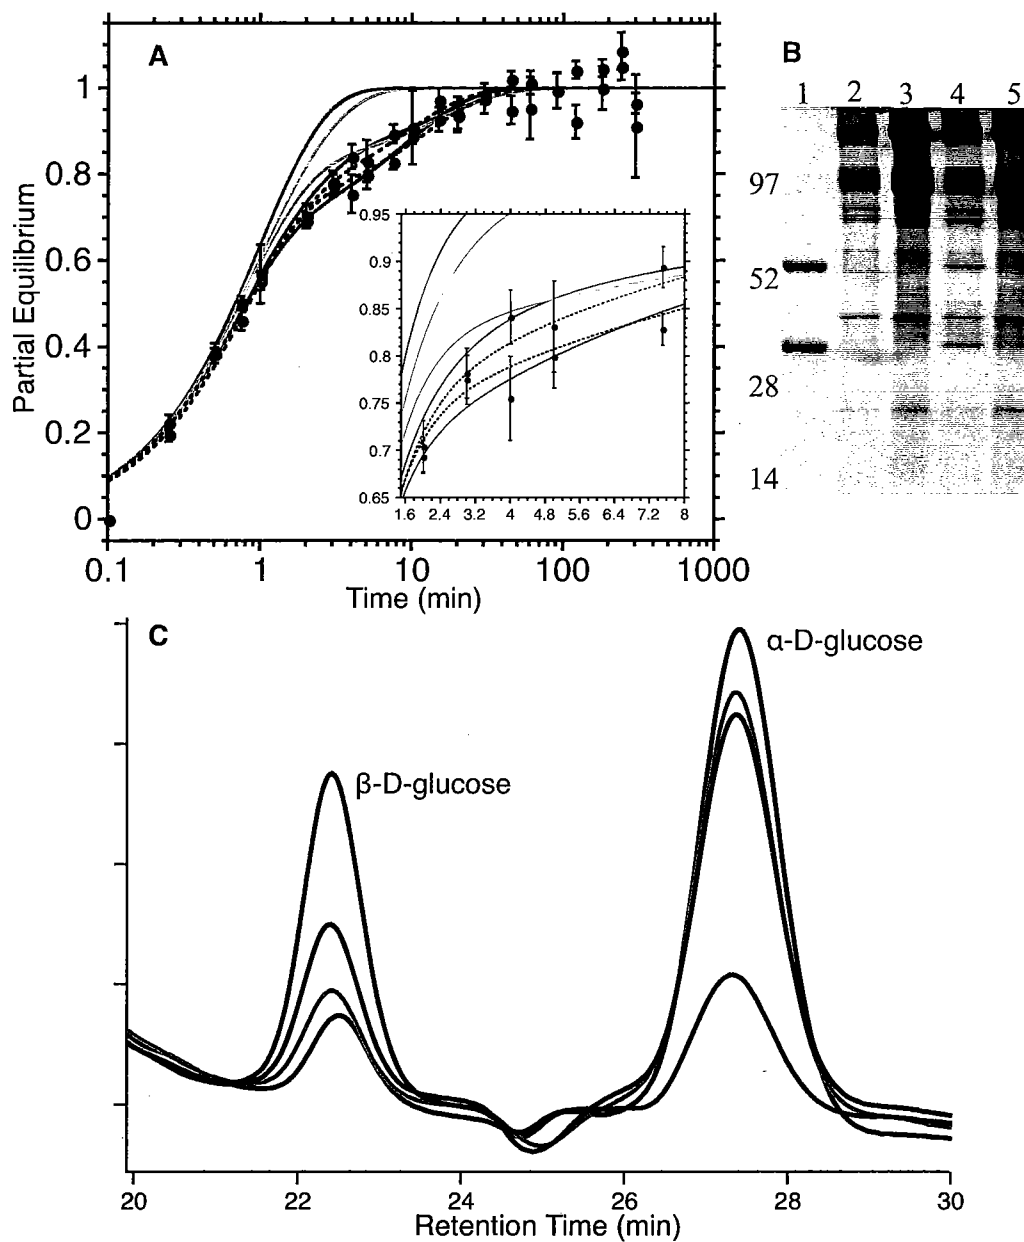 A
Partial Equilibrium
1
0.8
0.6
0.4
0.2
0
0.1 1 10 100 1000
Time (min)
0.95
0.9
0.85
0.8
0.75
0.7
0.65
1.6 2.4 3.2 4 4.8 5.6 6.4 7.2 8
B
1 2 3 4 5
97
52
28
14
C
β-D-glucose
α-D-glucose
20 22 24 26 28 30
Retention Time (min)